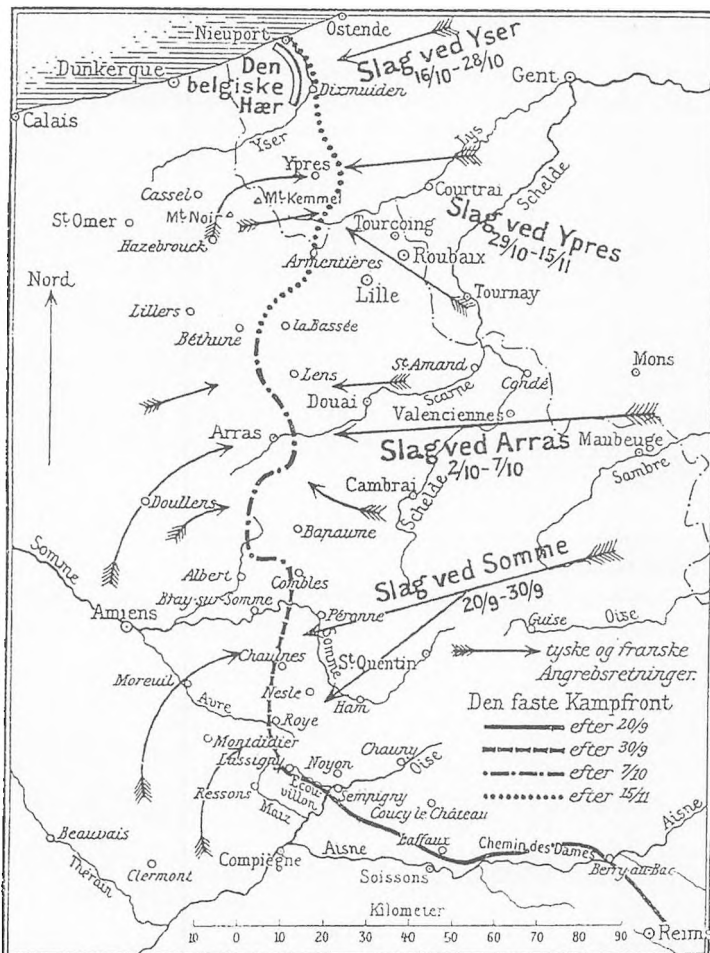 Ostende
Nieuport
Slag ved Yser
16/10-28/10
Dunkerque
Den
belgiske
Hær
Dixmuiden
Gent
Calais
Yser
Lys
Schelde
Ypres
Cassel
Mt. Kemmel
Courtrai
St Omer
Mt. Noir
Tourcoing
Slag ved Ypres
29/10-15/11
Hazebrouck
Armentières
Roubaix
Nord
Lille
Tournay
Lillers
Béthune
la Bassée
Lens
St Amand
Condé
Mons
Scarne
Douai
Valenciennes
Arras
Slag ved Arras
2/10-7/10
Maubeuge
Sambre
Doullens
Cambrai
Schelde
Bapaume
Somme
Slag ved Somme
20/9-30/9
Albert
Combles
Bray-sur-Somme
Amiens
Péronne
Guise
Oise
Somme
Chaulnes
St Quentin
tyske og franske
Angrebsretninger.
Moreuil
Nesle
Ham
Avre
Roye
Den faste Kampfront
efter 20/9
Montdidier
Chauny
efter 30/9
Lassigny
Noyon
Oise
Ecou-
villon
efter 7/10
Ressons
Sempigny
Matz
Coucy le Château
efter 15/11
Beauvais
Laffaux
Chemin des Dames
Aisne
Compiègne
Aisne
Berry-au-Bac
Clermont
Thérain
Soissons
Kilometer
10 0 10 20 30 40 50 60 70 80 90
Reims